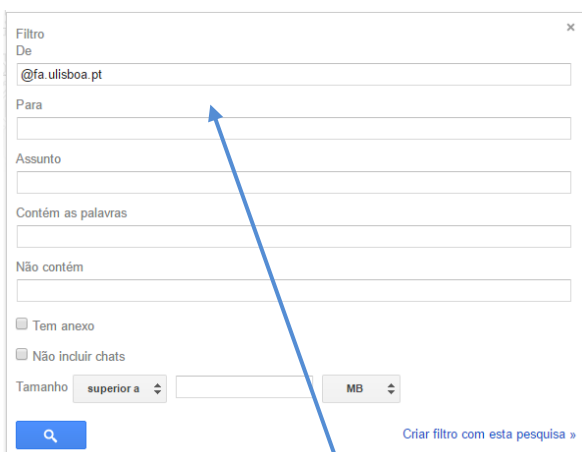 Filtro ×
De
@fa.ulisboa.pt
Para
Assunto
Contém as palavras
Não contém
Tem anexo
Não incluir chats
Tamanho superior a MB
Criar filtro com esta pesquisa »